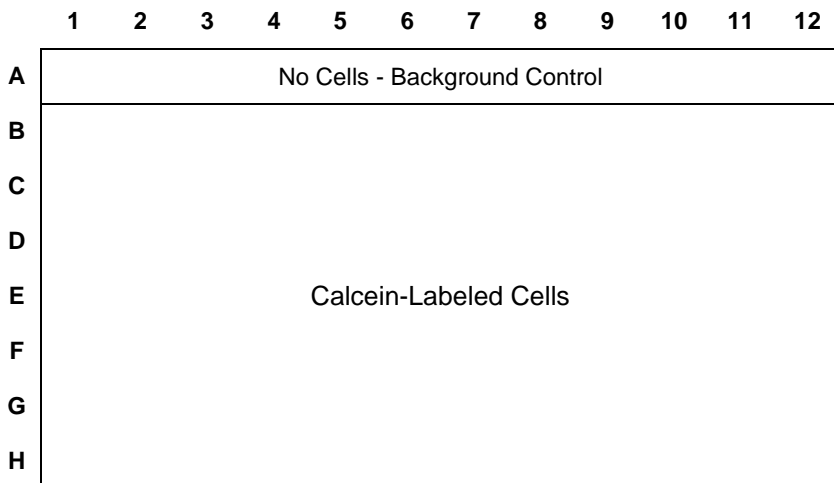 1 2 3 4 5 6 7 8 9 10 11 12
A No Cells - Background Control
B
C
D
E Calcein-Labeled Cells
F
G
H